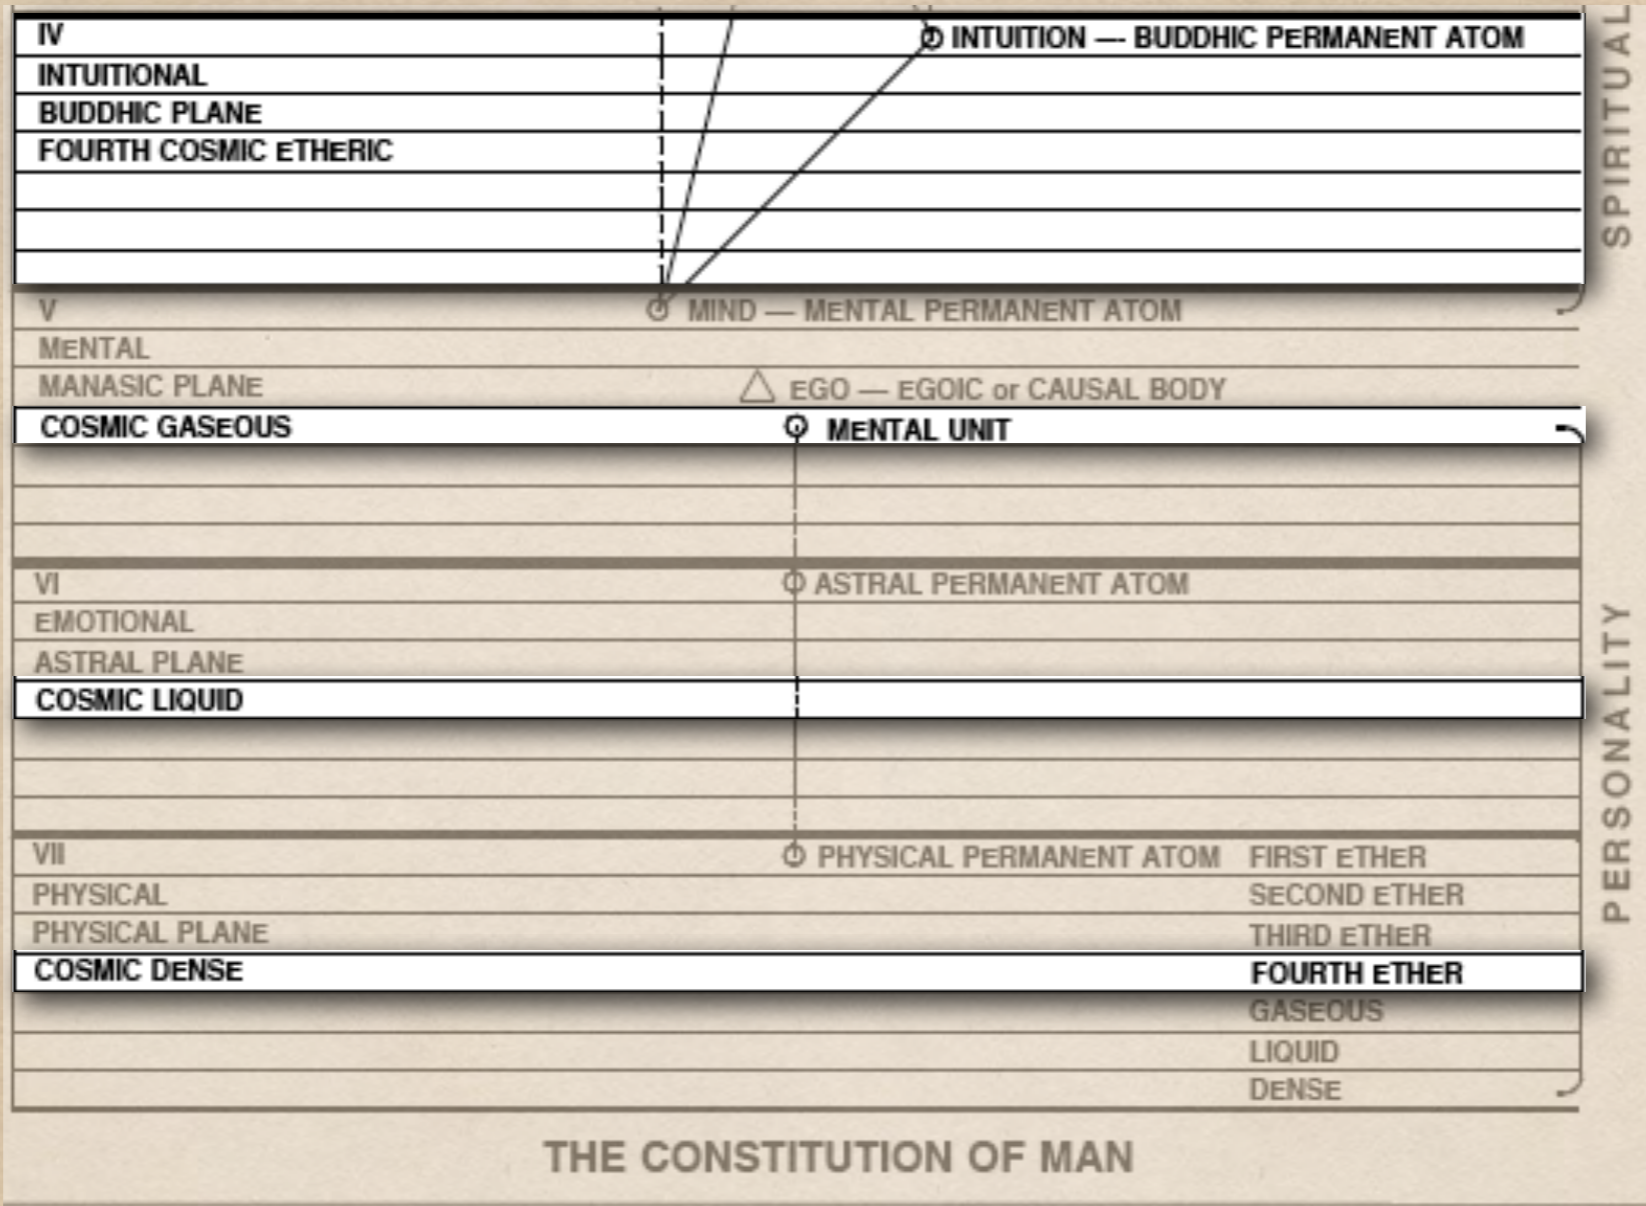 IV INTUITION — BUDDHIC PERMANENT ATOM
INTUITIONAL
BUDDHIC PLANE
FOURTH COSMIC ETHERIC
SPIRITUAL
V MIND — MENTAL PERMANENT ATOM
MENTAL
MANASIC PLANE EGO — EGOIC or CAUSAL BODY
COSMIC GASEOUS MENTAL UNIT
VI ASTRAL PERMANENT ATOM
EMOTIONAL
ASTRAL PLANE
COSMIC LIQUID
PERSONALITY
VII PHYSICAL PERMANENT ATOM FIRST ETHER
PHYSICAL SECOND ETHER
PHYSICAL PLANE THIRD ETHER
COSMIC DENSE FOURTH ETHER
GASEOUS
LIQUID
DENSE
THE CONSTITUTION OF MAN